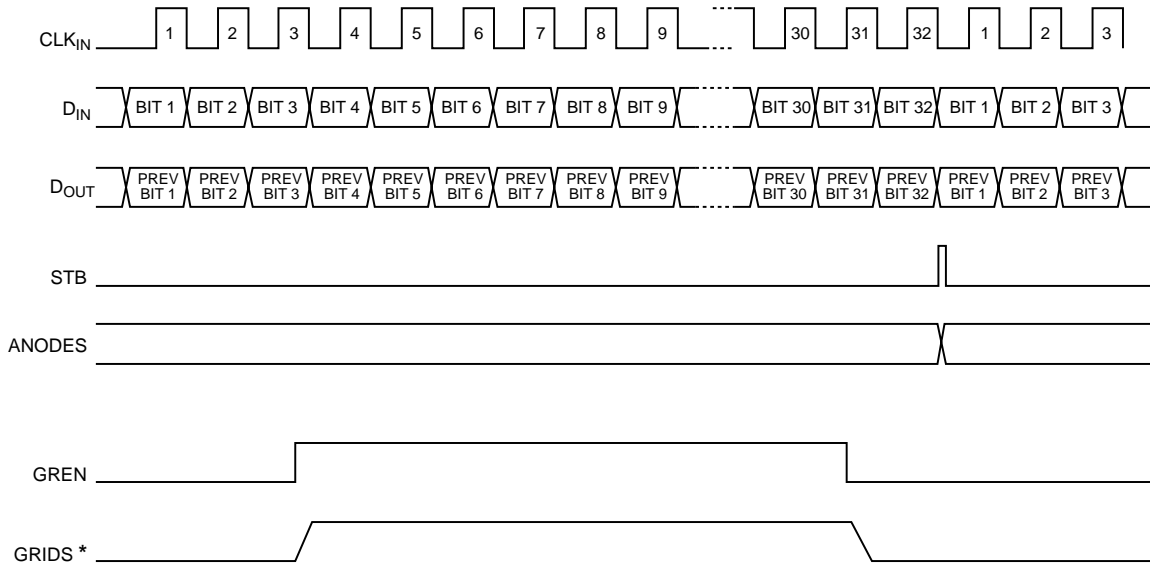 CLKIN 1 2 3 4 5 6 7 8 9 30 31 32 1 2 3
DIN BIT 1 BIT 2 BIT 3 BIT 4 BIT 5 BIT 6 BIT 7 BIT 8 BIT 9 BIT 30 BIT 31 BIT 32 BIT 1 BIT 2 BIT 3
DOUT PREV BIT 1 PREV BIT 2 PREV BIT 3 PREV BIT 4 PREV BIT 5 PREV BIT 6 PREV BIT 7 PREV BIT 8 PREV BIT 9 PREV BIT 30 PREV BIT 31 PREV BIT 32 PREV BIT 1 PREV BIT 2 PREV BIT 3
STB
ANODES
GREN
GRIDS *